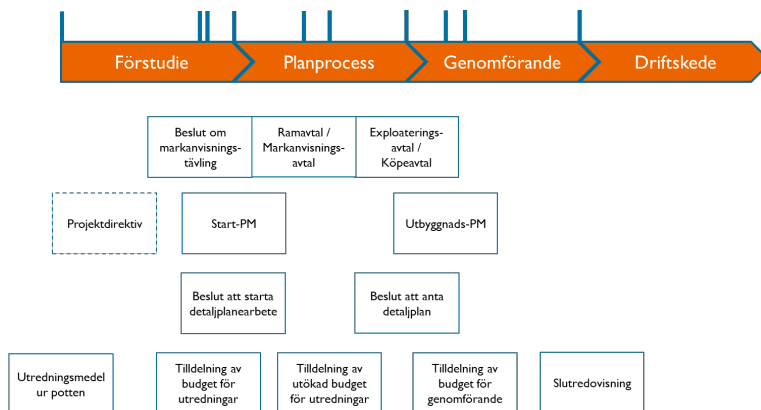 Förstudie
Planprocess
Genomförande
Driftskede
Beslut om
markanvisnings-
tävling
Ramavtal /
Markanvisnings-
avtal
Exploaterings-
avtal /
Köpeavtal
Projektdirektiv
Start-PM
Utbyggnads-PM
Beslut att starta
detaljplanearbete
Beslut att anta
detaljplan
Utredningsmedel
ur potten
Tilldelning av
budget för
utredningar
Tilldelning av
utökad budget
för utredningar
Tilldelning av
budget för
genomförande
Slutredovisning